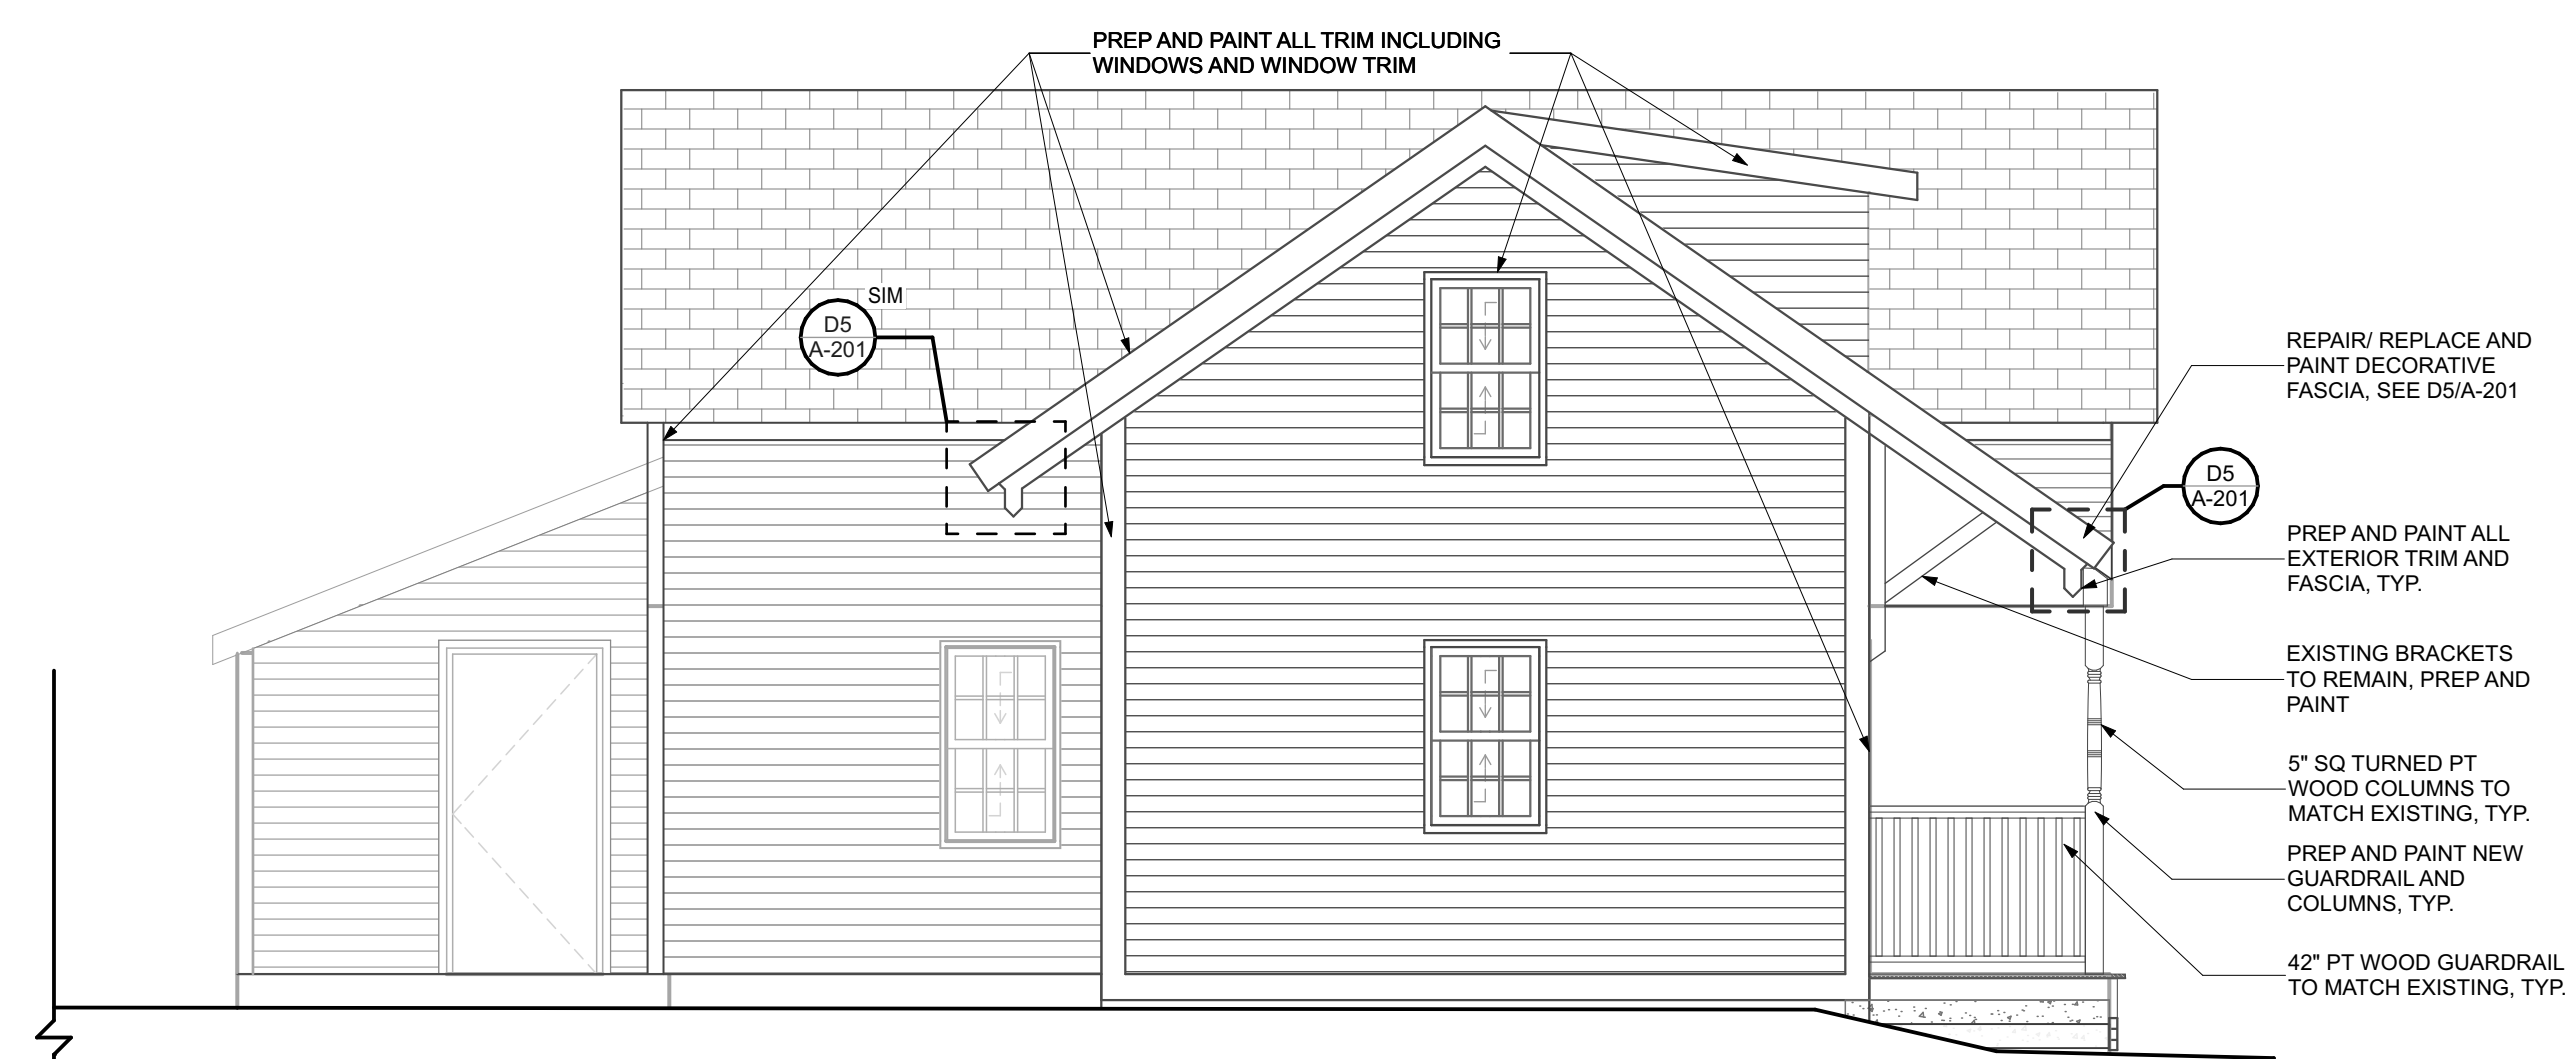 PREP AND PAINT ALL TRIM INCLUDING
WINDOWS AND WINDOW TRIM
SIM
D5
A-201
REPAIR/ REPLACE AND
PAINT DECORATIVE
FASCIA, SEE D5/A-201
D5
A-201
PREP AND PAINT ALL
EXTERIOR TRIM AND
FASCIA, TYP.
EXISTING BRACKETS
TO REMAIN, PREP AND
PAINT
5" SQ TURNED PT
WOOD COLUMNS TO
MATCH EXISTING, TYP.
PREP AND PAINT NEW
GUARDRAIL AND
COLUMNS, TYP.
42" PT WOOD GUARDRAIL
TO MATCH EXISTING, TYP.